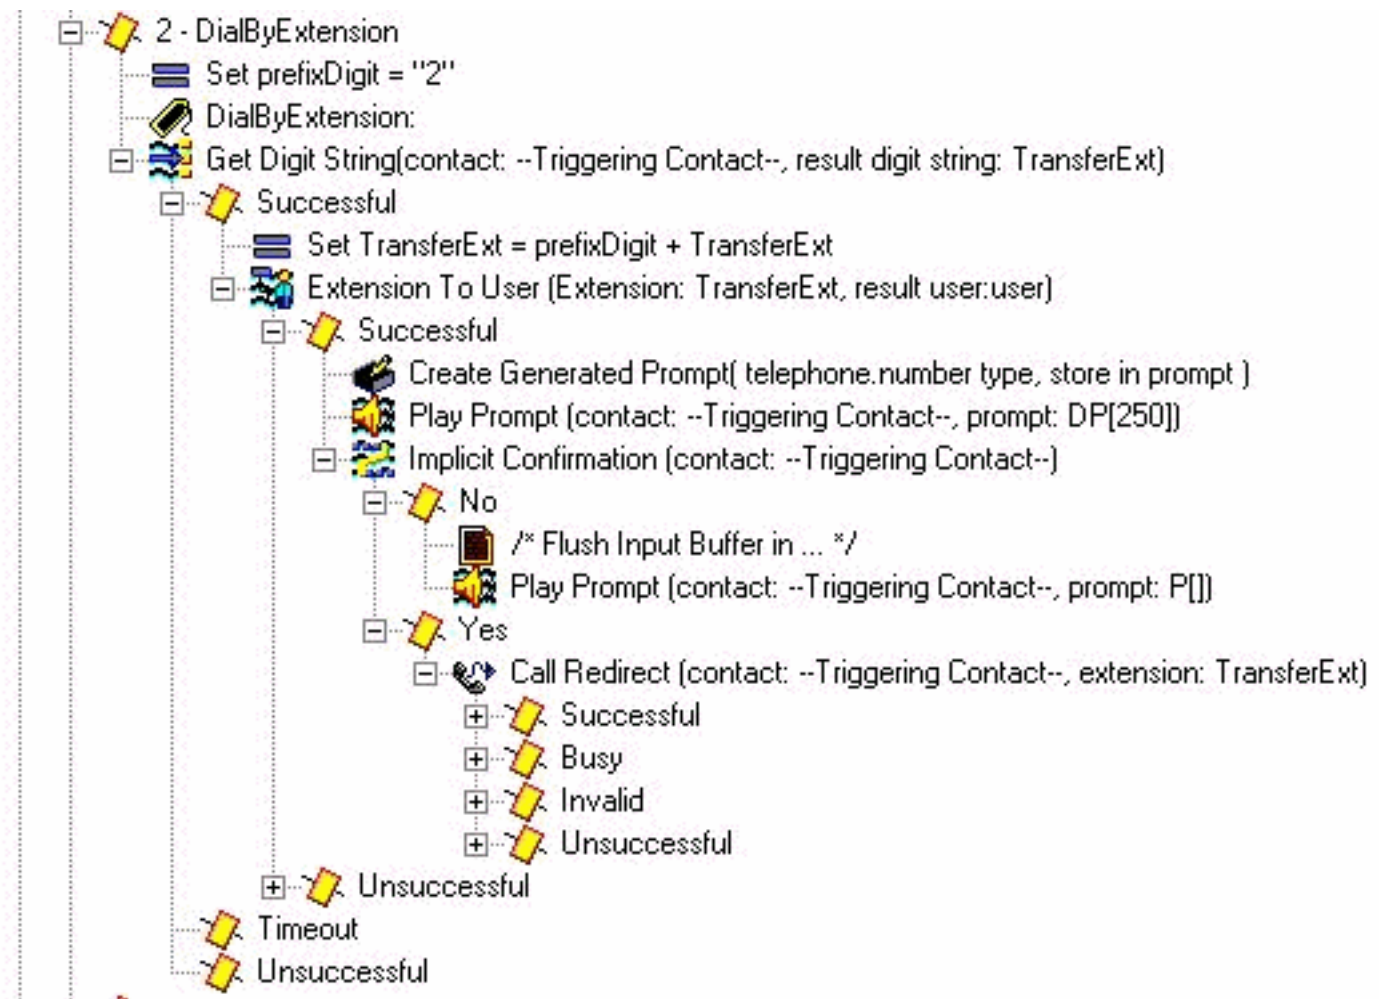 2 - DialByExtension
Set prefixDigit = "2"
DialByExtension:
Get Digit String(contact: --Triggering Contact--, result digit string: TransferExt)
Successful
Set TransferExt = prefixDigit + TransferExt
Extension To User (Extension: TransferExt, result user:user)
Successful
Create Generated Prompt( telephone.number type, store in prompt )
Play Prompt (contact: --Triggering Contact--, prompt: DP[250])
Implicit Confirmation (contact: --Triggering Contact--)
No
/* Flush Input Buffer in ... */
Play Prompt (contact: --Triggering Contact--, prompt: P[])
Yes
Call Redirect (contact: --Triggering Contact--, extension: TransferExt)
Successful
Busy
Invalid
Unsuccessful
Unsuccessful
Timeout
Unsuccessful